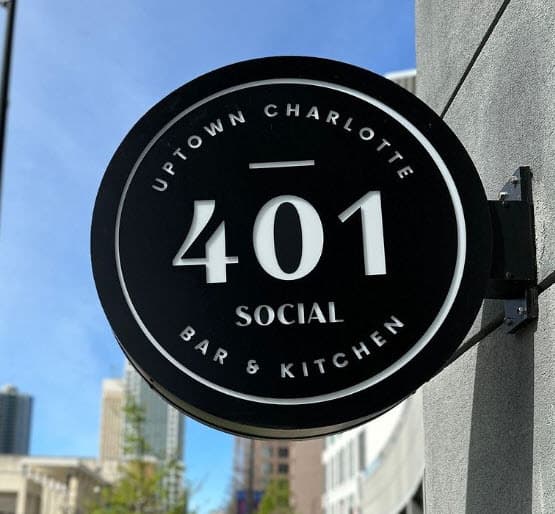 UPTOWN CHARLOTTE
401
SOCIAL
BAR & KITCHEN